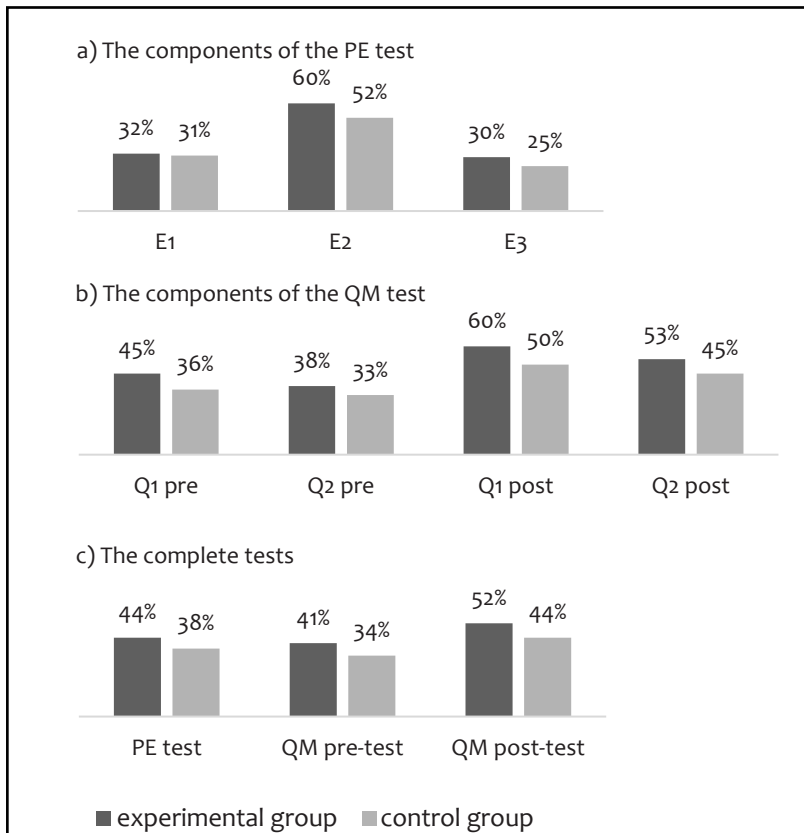 a) The components of the PE test
60%
52%
32% 31%
30%
25%
E1 E2 E3
b) The components of the QM test
60%
50%
53%
45%
45%
36%
38%
33%
Q1 pre Q2 pre Q1 post Q2 post
c) The complete tests
44%
38%
41%
34%
52%
44%
PE test QM pre-test QM post-test
experimental group control group